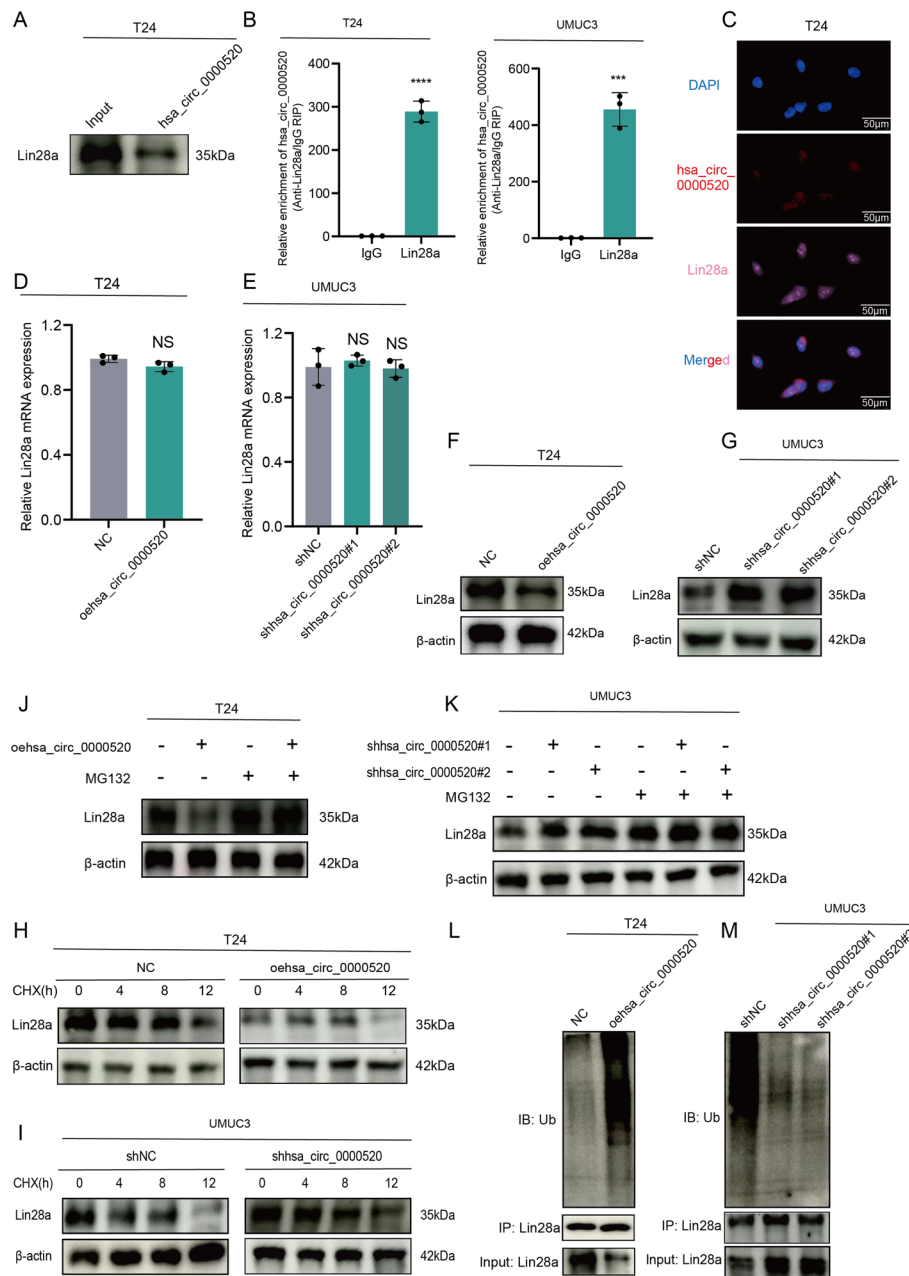 A
T24
Input
hsa_circ_0000520
Lin28a
35kDa
B
T24
Relative enrichment of hsa_circ_0000520
(Anti-Lin28a/IgG RIP)
400
300
200
100
0
****
IgG
Lin28a
UMUC3
Relative enrichment of hsa_circ_0000520
(Anti-Lin28a/IgG RIP)
600
400
200
0
***
IgG
Lin28a
C
T24
DAPI
50μm
hsa_circ_
0000520
50μm
Lin28a
50μm
Merged
50μm
D
T24
Relative Lin28a mRNA expression
1.2
0.8
0.4
0.0
NS
NC
oehsa_circ_0000520
E
UMUC3
Relative Lin28a mRNA expression
1.2
0.8
0.4
0.0
NS
NS
shNC
shhsa_circ_0000520#1
shhsa_circ_0000520#2
F
T24
NC
oehsa_circ_0000520
Lin28a
35kDa
β-actin
42kDa
G
UMUC3
shNC
shhsa_circ_0000520#1
shhsa_circ_0000520#2
Lin28a
35kDa
β-actin
42kDa
J
T24
oehsa_circ_0000520 - + - +
MG132 - - + +
Lin28a
35kDa
β-actin
42kDa
K
UMUC3
shhsa_circ_0000520#1 - + - - + -
shhsa_circ_0000520#2 - - + - - +
MG132 - - - + + +
Lin28a
35kDa
β-actin
42kDa
H
T24
NC
oehsa_circ_0000520
CHX(h) 0 4 8 12 0 4 8 12
Lin28a
35kDa
β-actin
42kDa
I
UMUC3
shNC
shhsa_circ_0000520
CHX(h) 0 4 8 12 0 4 8 12
Lin28a
35kDa
β-actin
42kDa
L
T24
NC
oehsa_circ_0000520
IB: Ub
IP: Lin28a
Input: Lin28a
M
UMUC3
shNC
shhsa_circ_0000520#1
shhsa_circ_0000520#2
IB: Ub
IP: Lin28a
Input: Lin28a